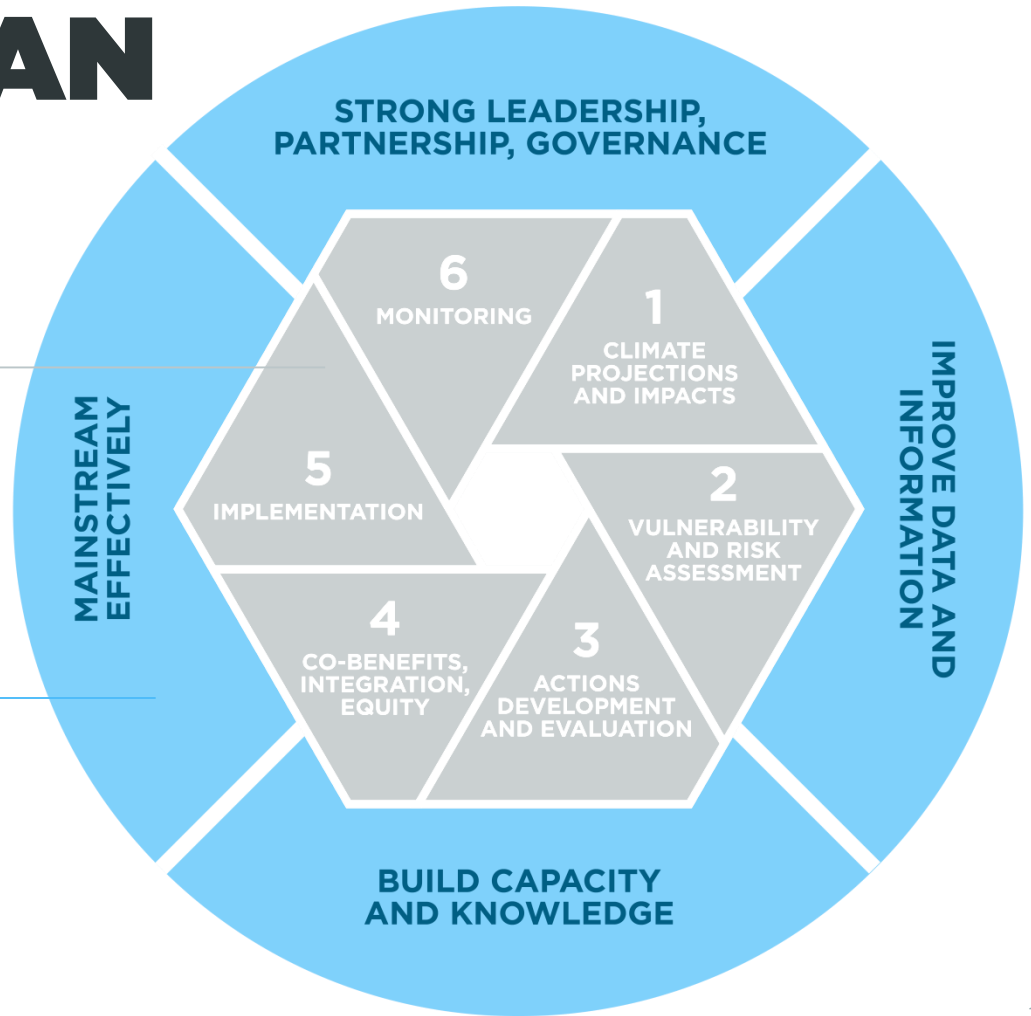 AN
STRONG LEADERSHIP,
PARTNERSHIP, GOVERNANCE
6
MONITORING
1
CLIMATE
PROJECTIONS
AND IMPACTS
IMPROVE DATA AND
INFORMATION
MAINSTREAM
EFFECTIVELY
5
IMPLEMENTATION
2
VULNERABILITY
AND RISK
ASSESSMENT
4
CO-BENEFITS,
INTEGRATION,
EQUITY
3
ACTIONS
DEVELOPMENT
AND EVALUATION
BUILD CAPACITY
AND KNOWLEDGE